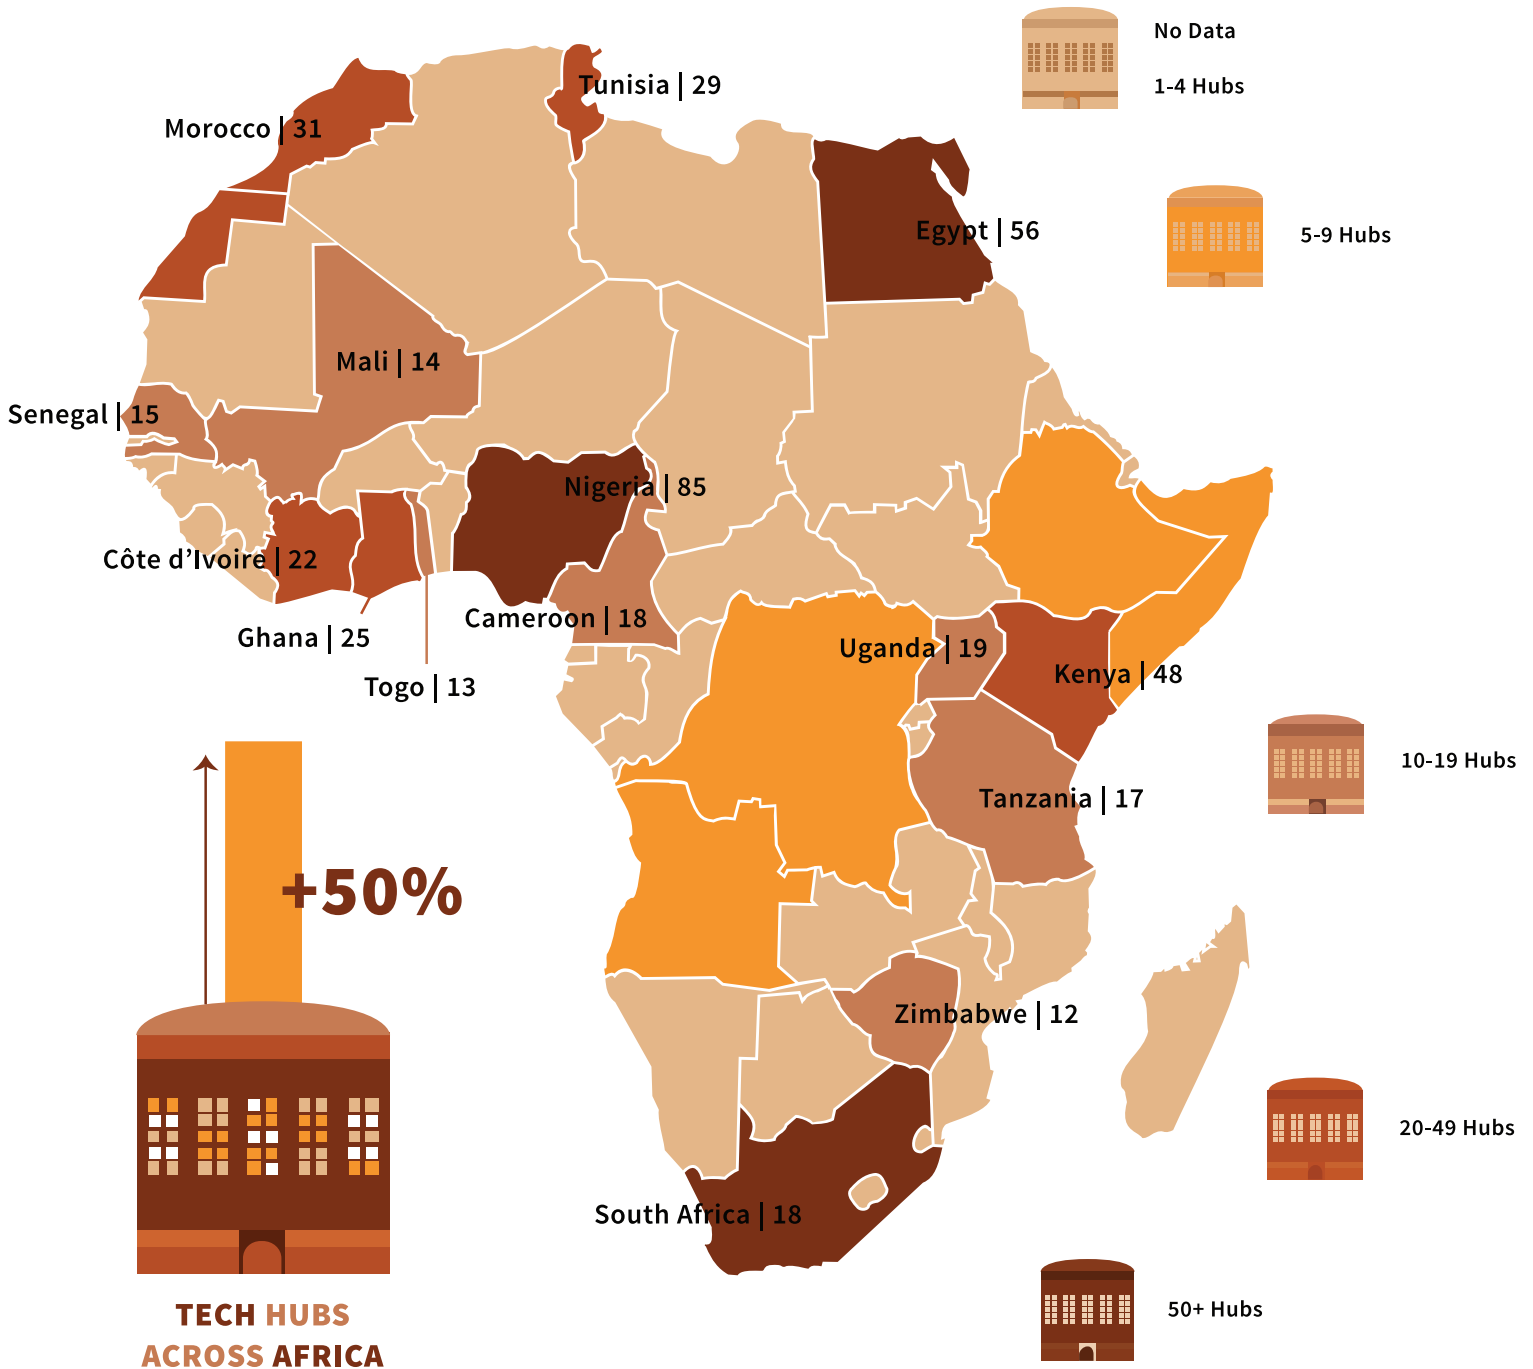 No Data
1-4 Hubs
Tunisia | 29
Morocco | 31
Egypt | 56
5-9 Hubs
Mali | 14
Senegal | 15
Nigeria | 85
Côte d’Ivoire | 22
Cameroon | 18
Ghana | 25
Uganda | 19
Kenya | 48
Togo | 13
10-19 Hubs
Tanzania | 17
+50%
Zimbabwe | 12
20-49 Hubs
South Africa | 18
50+ Hubs
TECH HUBS
ACROSS AFRICA